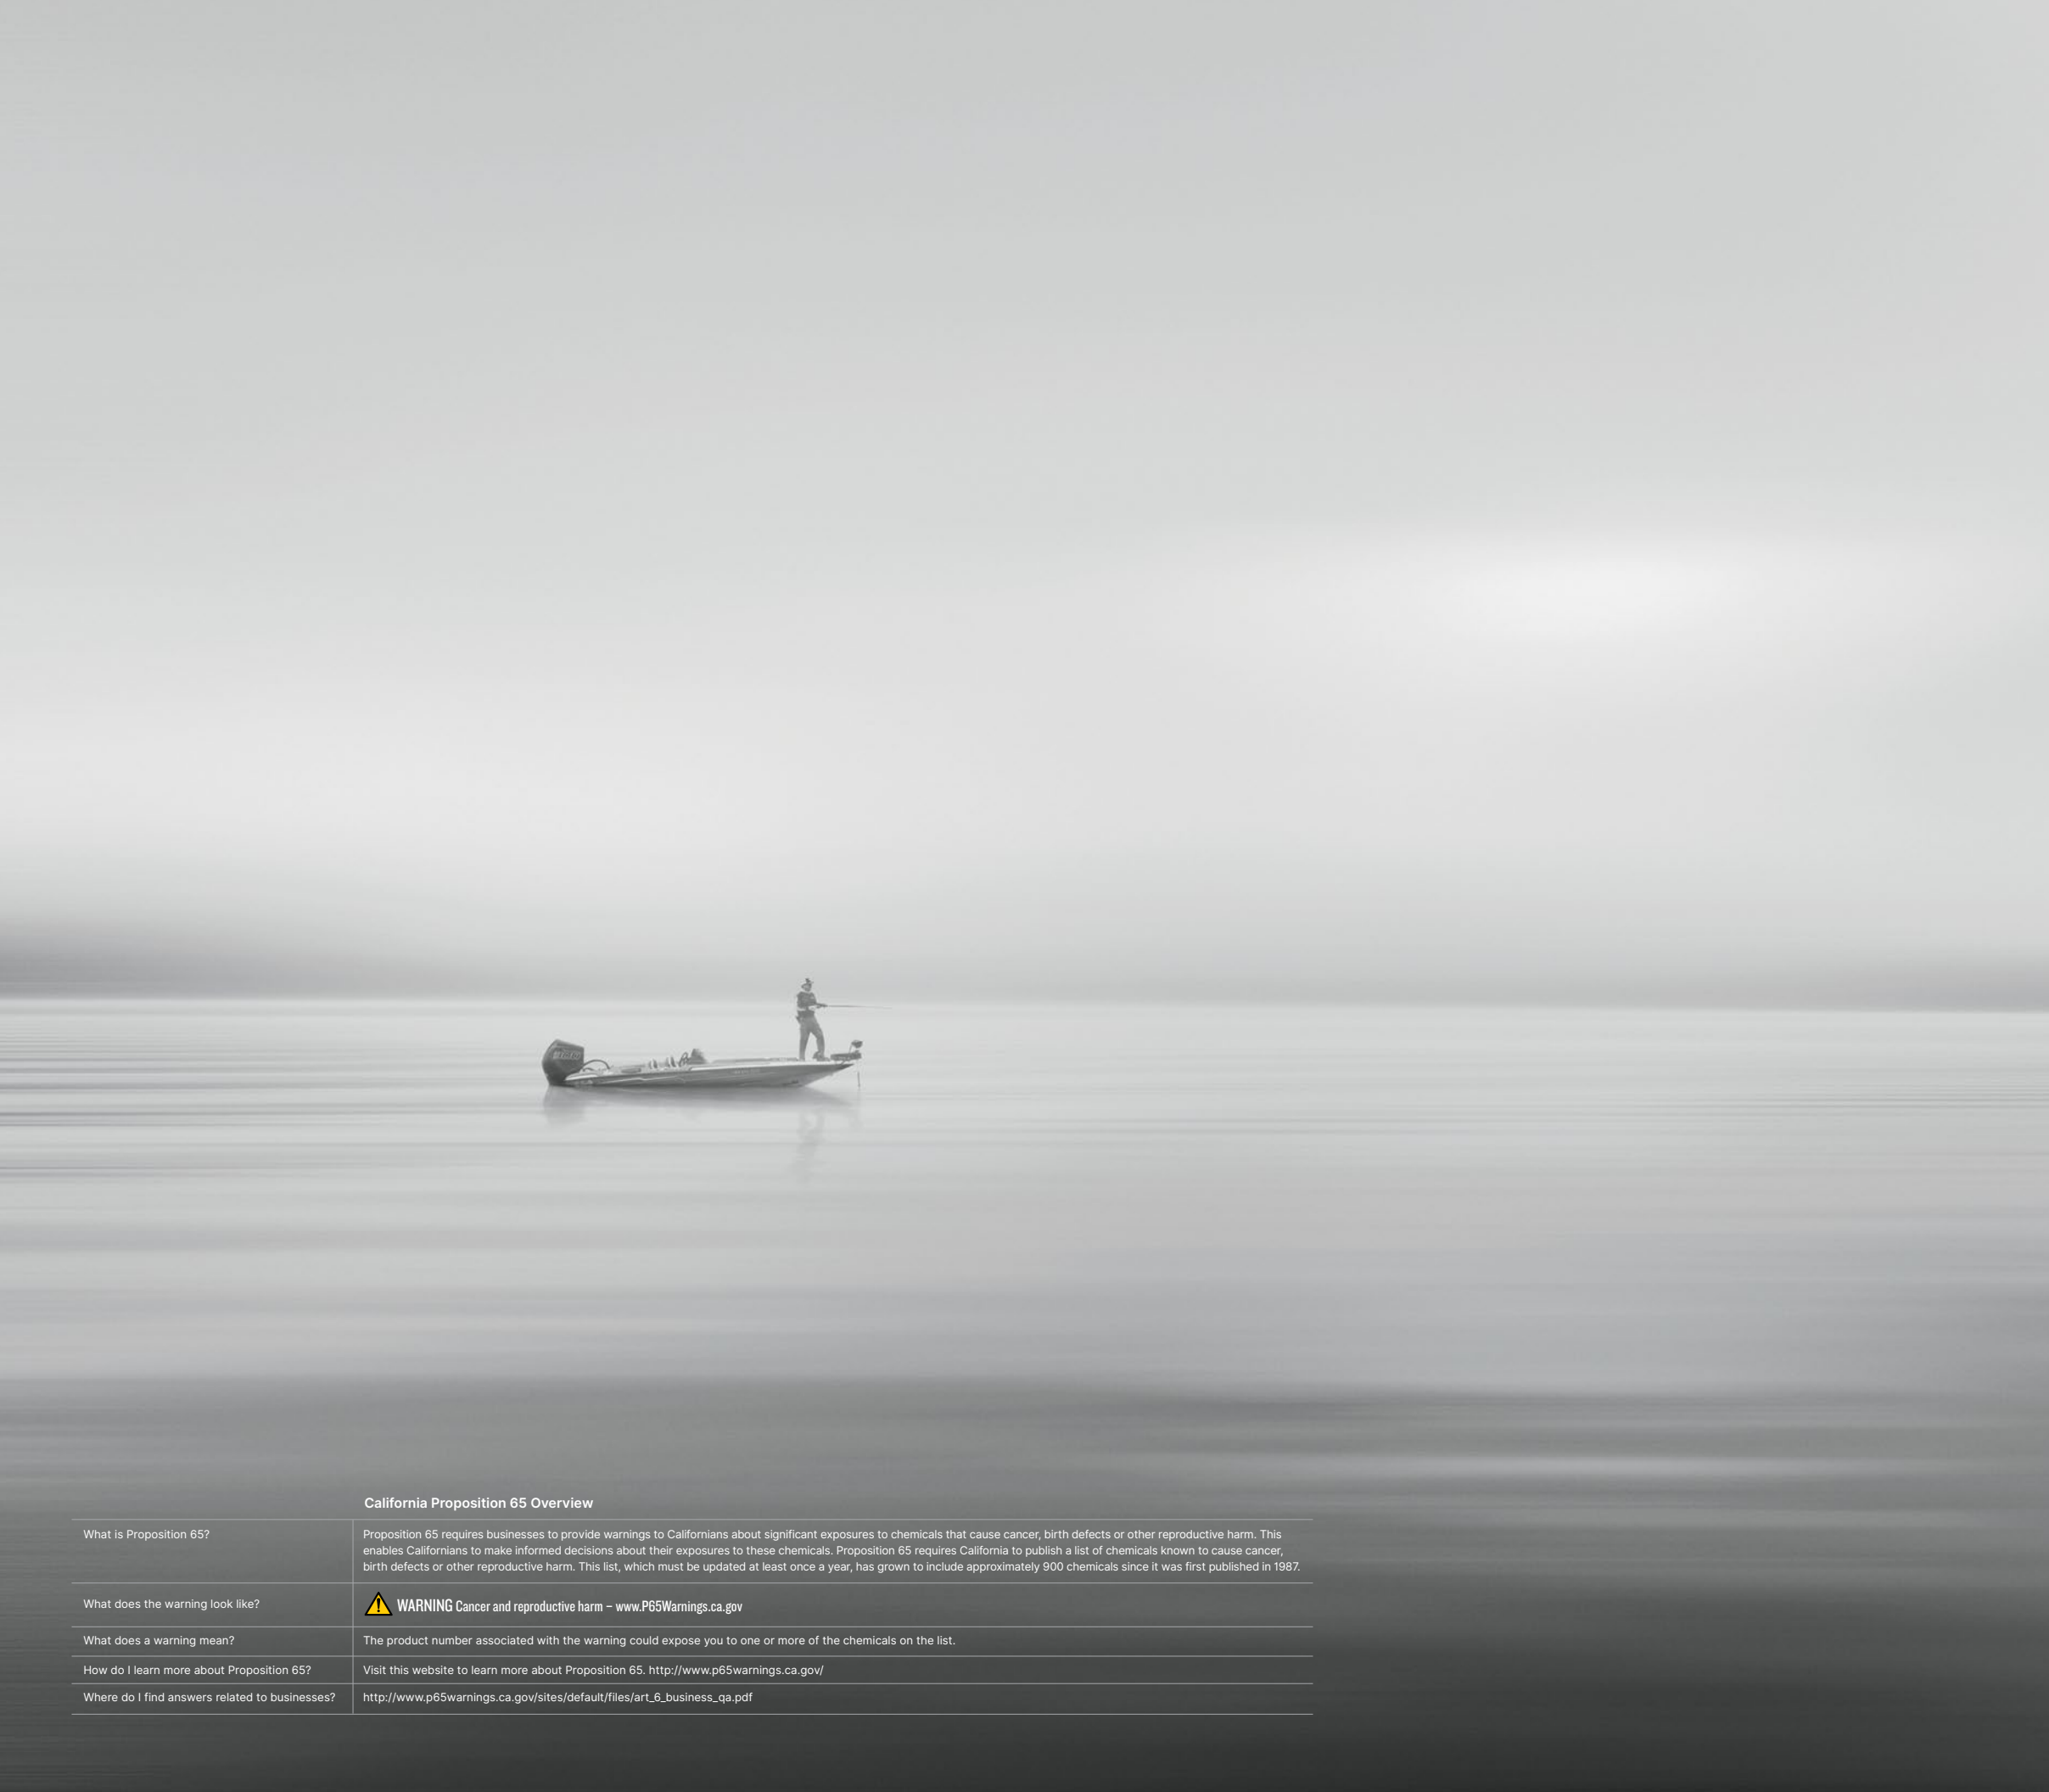 California Proposition 65 Overview
What is Proposition 65?
Proposition 65 requires businesses to provide warnings to Californians about significant exposures to chemicals that cause cancer, birth defects or other reproductive harm. This
enables Californians to make informed decisions about their exposures to these chemicals. Proposition 65 requires California to publish a list of chemicals known to cause cancer,
birth defects or other reproductive harm. This list, which must be updated at least once a year, has grown to include approximately 900 chemicals since it was first published in 1987.
What does the warning look like?
WARNING Cancer and reproductive harm – www.P65Warnings.ca.gov
What does a warning mean?
The product number associated with the warning could expose you to one or more of the chemicals on the list.
How do I learn more about Proposition 65?
Visit this website to learn more about Proposition 65. http://www.p65warnings.ca.gov/
Where do I find answers related to businesses?
http://www.p65warnings.ca.gov/sites/default/files/art_6_business_qa.pdf